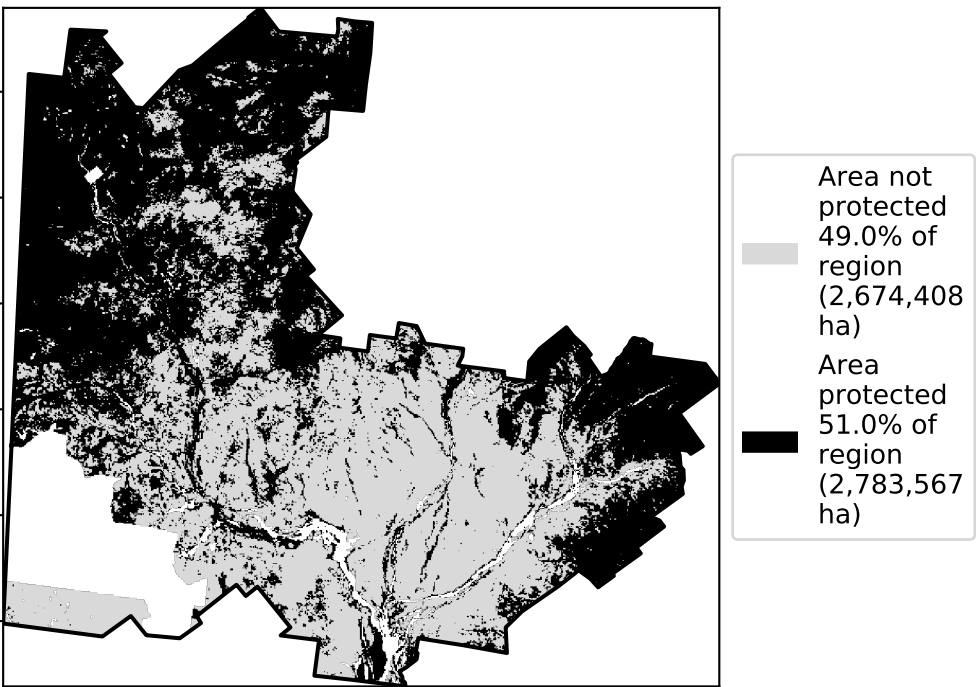 Area not
protected
49.0% of
region
(2,674,408
ha)
Area
protected
51.0% of
region
(2,783,567
ha)